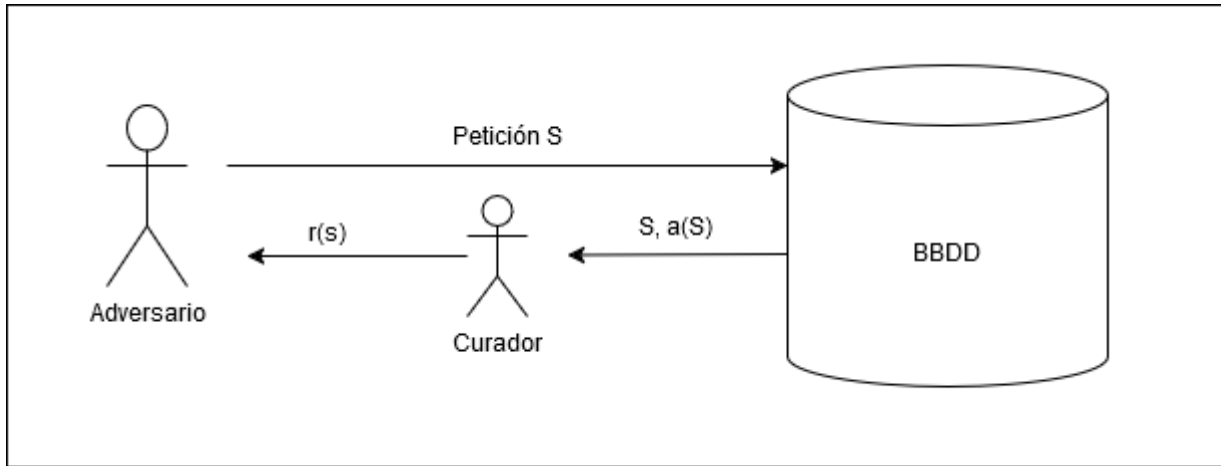 Petición S
r(s)
S, a(S)
BBDD
Adversario
Curador